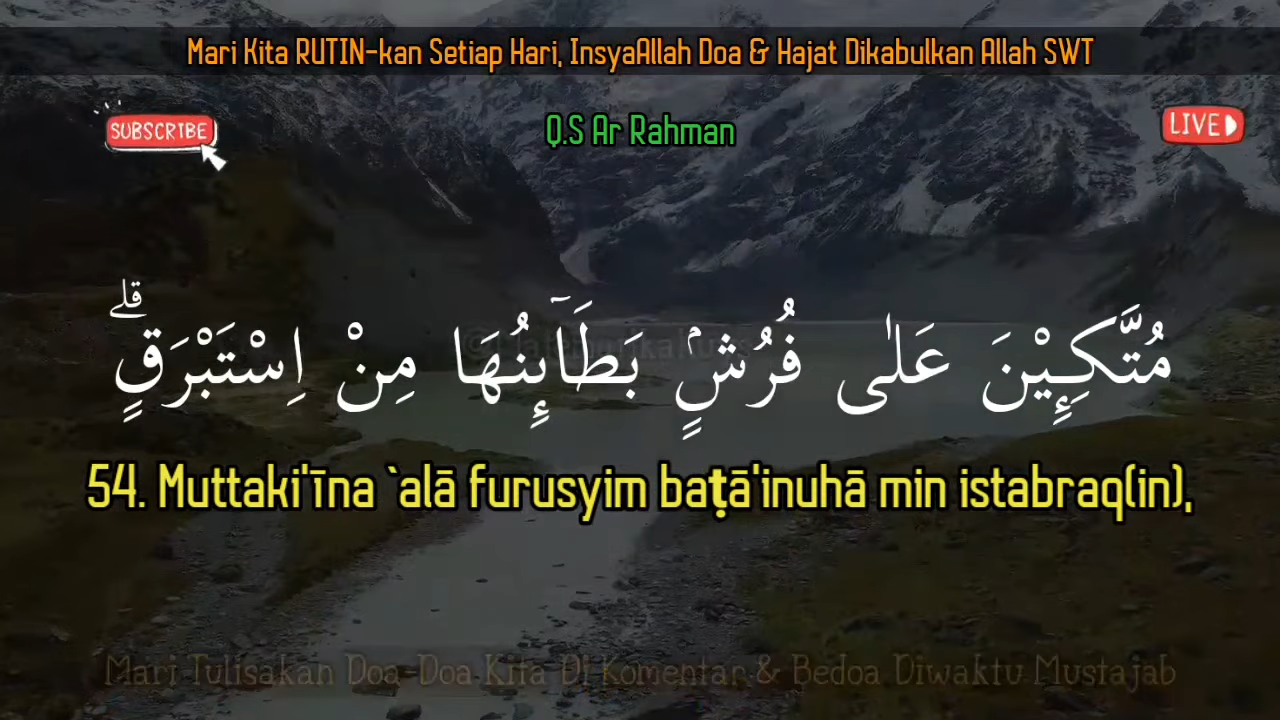 Mari Kita RUTIN-kan Setiap Hari, InsyaAllah Doa & Hajat Dikabulkan Allah SWT
SUBSCRIBE
Q.S Ar Rahman
LIVE
مُتَّكِـِٕيْنَ عَلٰى فُرُشٍۢ بَطَاۤىِٕنُهَا مِنْ اِسْتَبْرَقٍۗ
54. Muttaki'īna `alā furusyim baṭā'inuhā min istabraq(in),
Mari Tulisakan Doa-Doa Kita DI Komentar & Bedoa Diwaktu Mustajab